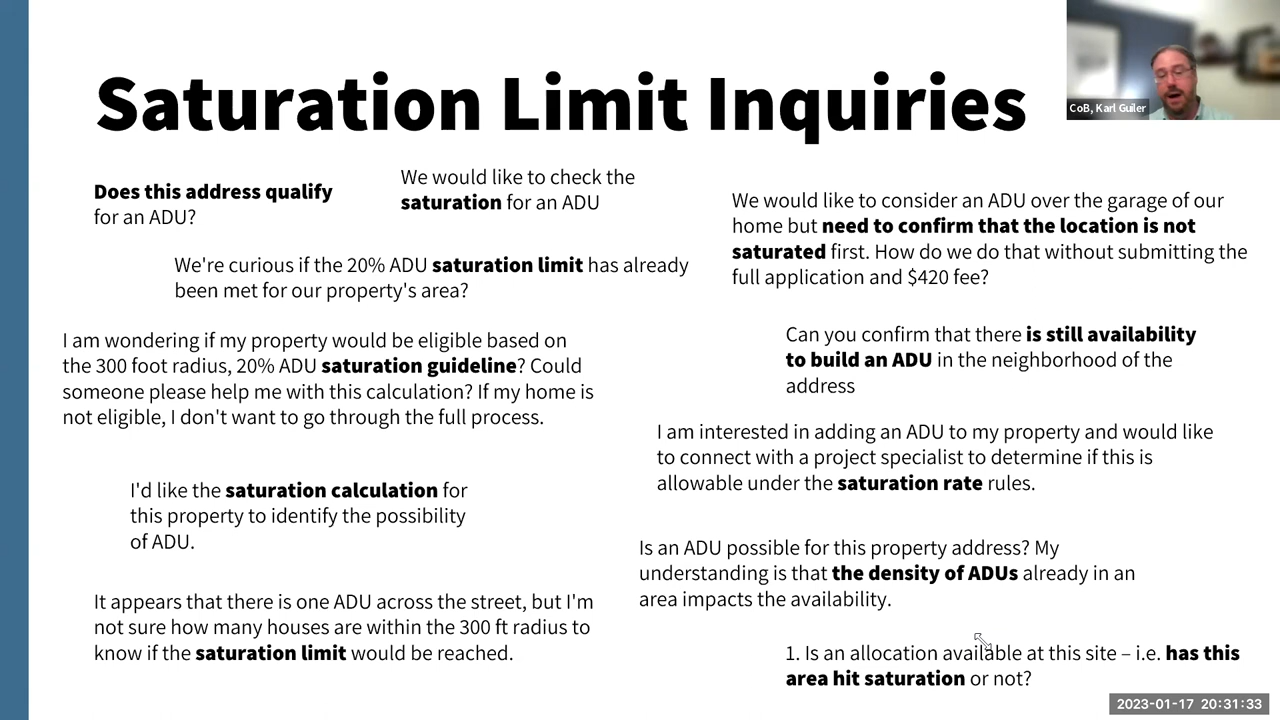 Saturation Limit Inquiries
CoB, Karl Guiler
Does this address qualify
for an ADU?
We would like to check the
saturation for an ADU
We would like to consider an ADU over the garage of our
home but need to confirm that the location is not
saturated first. How do we do that without submitting the
full application and $420 fee?
We're curious if the 20% ADU saturation limit has already
been met for our property's area?
I am wondering if my property would be eligible based on
the 300 foot radius, 20% ADU saturation guideline? Could
someone please help me with this calculation? If my home is
not eligible, I don't want to go through the full process.
Can you confirm that there is still availability
to build an ADU in the neighborhood of the
address
I am interested in adding an ADU to my property and would like
to connect with a project specialist to determine if this is
allowable under the saturation rate rules.
I'd like the saturation calculation for
this property to identify the possibility
of ADU.
Is an ADU possible for this property address? My
understanding is that the density of ADUs already in an
area impacts the availability.
It appears that there is one ADU across the street, but I'm
not sure how many houses are within the 300 ft radius to
know if the saturation limit would be reached.
1. Is an allocation available at this site – i.e. has this
area hit saturation or not?
2023-01-17 20:31:33